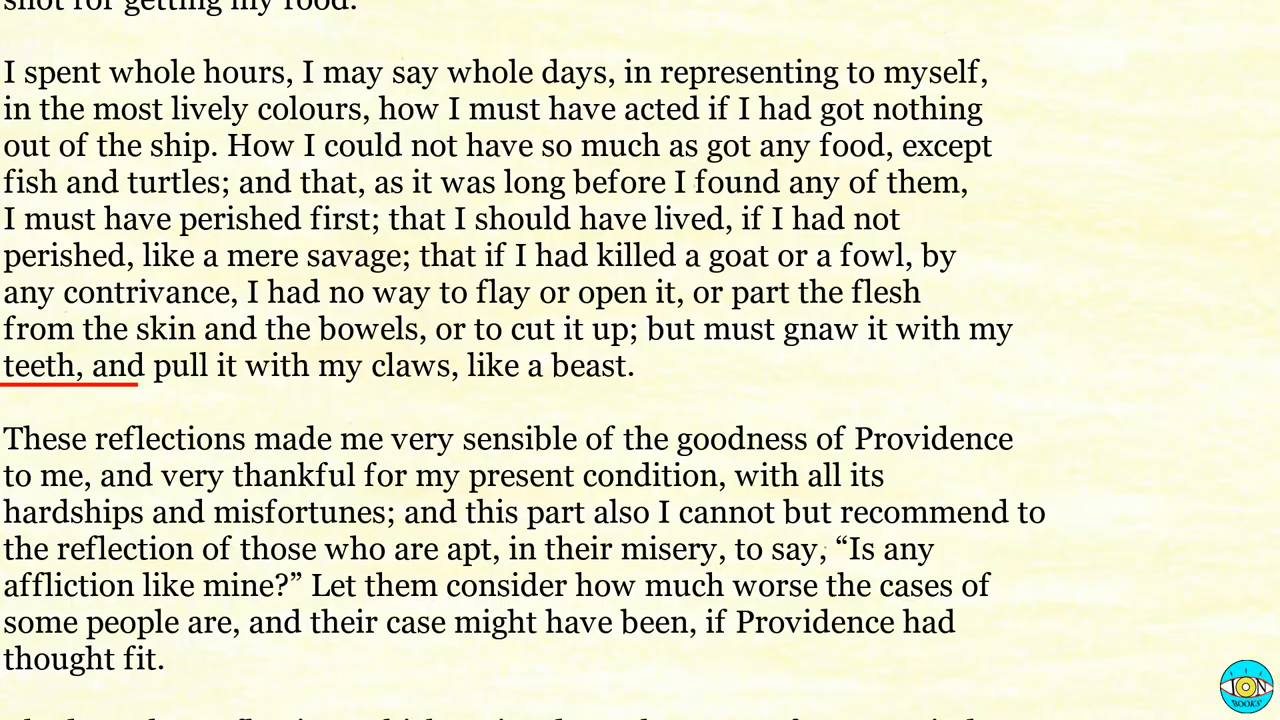 shot for getting my food.
I spent whole hours, I may say whole days, in representing to myself,
in the most lively colours, how I must have acted if I had got nothing
out of the ship. How I could not have so much as got any food, except
fish and turtles; and that, as it was long before I found any of them,
I must have perished first; that I should have lived, if I had not
perished, like a mere savage; that if I had killed a goat or a fowl, by
any contrivance, I had no way to flay or open it, or part the flesh
from the skin and the bowels, or to cut it up; but must gnaw it with my
teeth, and pull it with my claws, like a beast.
These reflections made me very sensible of the goodness of Providence
to me, and very thankful for my present condition, with all its
hardships and misfortunes; and this part also I cannot but recommend to
the reflection of those who are apt, in their misery, to say, “Is any
affliction like mine?” Let them consider how much worse the cases of
some people are, and their case might have been, if Providence had
thought fit.
ION
BOOKS